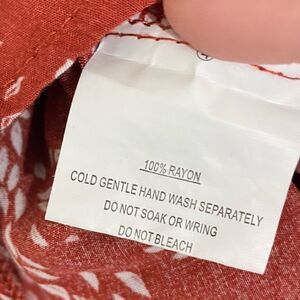 100% RAYON
COLD GENTLE HAND WASH SEPARATELY
DO NOT SOAK OR WRING
DO NOT BLEACH